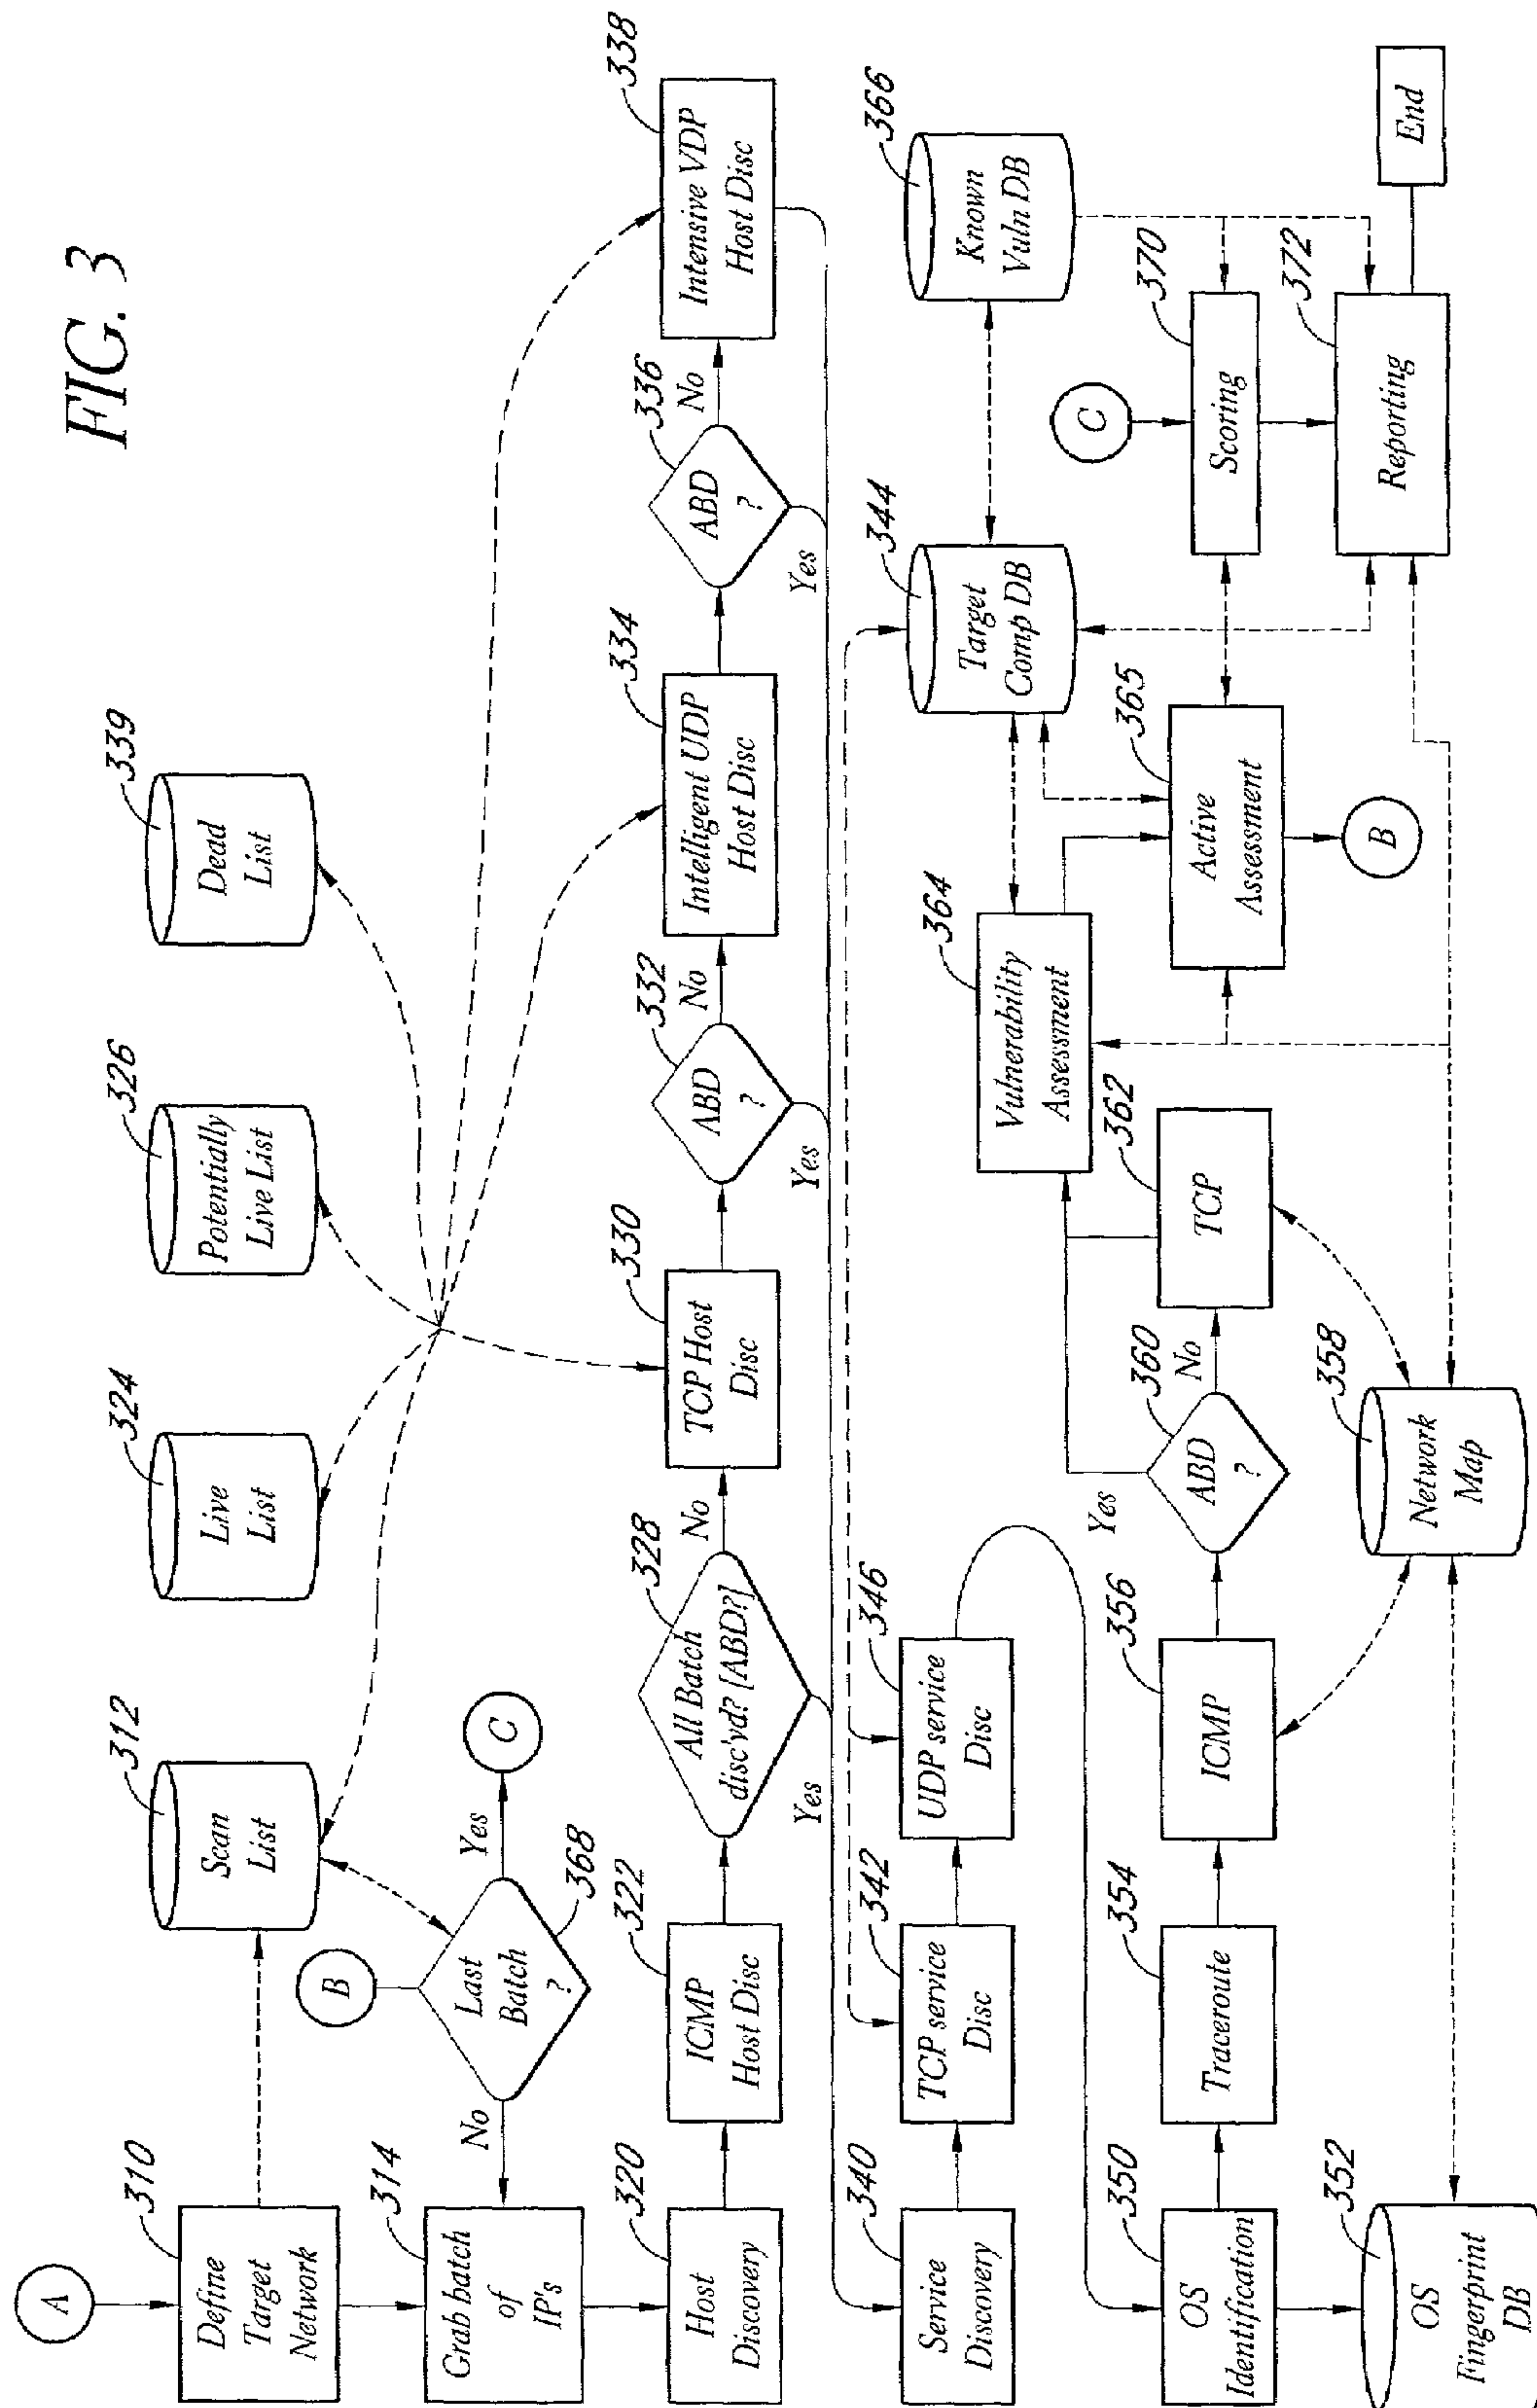 FIG. 3
A
310
Define
Target
Network
312
Scan
List
324
Live
List
326
Potentially
Live List
339
Dead
List
B
314
Grab batch
of
IP's
No
Last
Batch
?
368
Yes
C
320
Host
Discovery
322
ICMP
Host Disc
328
All Batch
disc'vd? [ABD?]
No
Yes
330
TCP Host
Disc
332
ABD
?
No
Yes
334
Intelligent UDP
Host Disc
336
ABD
?
No
Yes
338
Intensive VDP
Host Disc
340
Service
Discovery
342
TCP service
Disc
346
UDP service
Disc
344
Target
Comp DB
366
Known
Vuln DB
350
OS
Identification
352
OS
Fingerprint
DB
354
Traceroute
356
ICMP
360
ABD
?
Yes
No
358
Network
Map
362
TCP
364
Vulnerability
Assessment
365
Active
Assessment
B
C
370
Scoring
372
Reporting
End